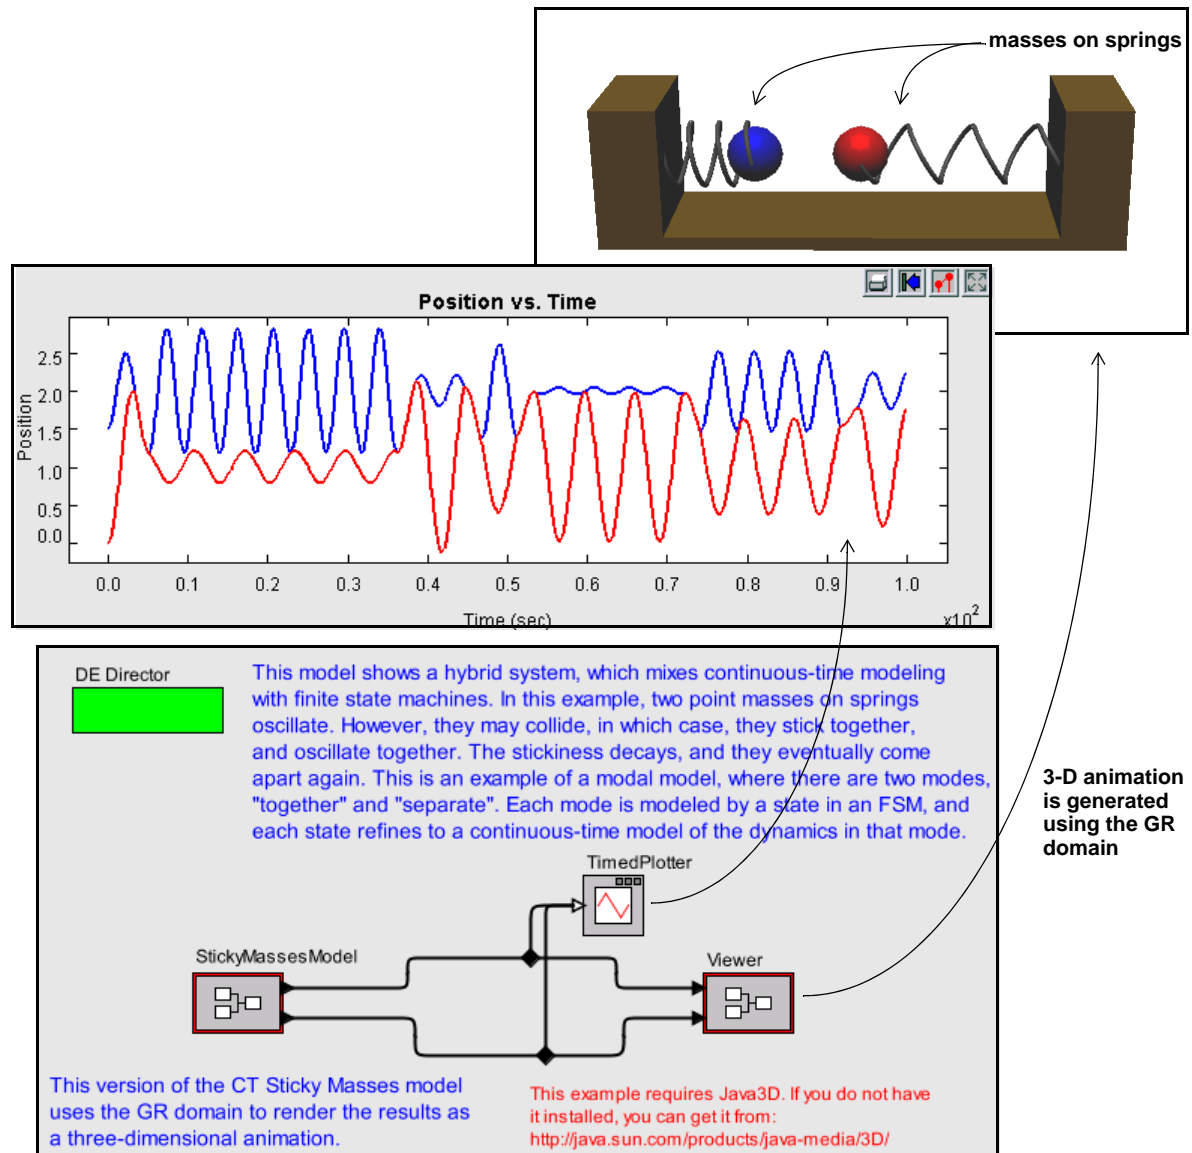 masses on springs
Position vs. Time
2.5
2.0
1.5
1.0
0.5
0.0
Position
0.0 0.1 0.2 0.3 0.4 0.5 0.6 0.7 0.8 0.9 1.0
Time (sec)
x10²
DE Director
This model shows a hybrid system, which mixes continuous-time modeling
with finite state machines. In this example, two point masses on springs
oscillate. However, they may collide, in which case, they stick together,
and oscillate together. The stickiness decays, and they eventually come
apart again. This is an example of a modal model, where there are two modes,
"together" and "separate". Each mode is modeled by a state in an FSM, and
each state refines to a continuous-time model of the dynamics in that mode.
3-D animation
is generated
using the GR
domain
TimedPlotter
StickyMassesModel
Viewer
This version of the CT Sticky Masses model
uses the GR domain to render the results as
a three-dimensional animation.
This example requires Java3D. If you do not have
it installed, you can get it from:
http://java.sun.com/products/java-media/3D/